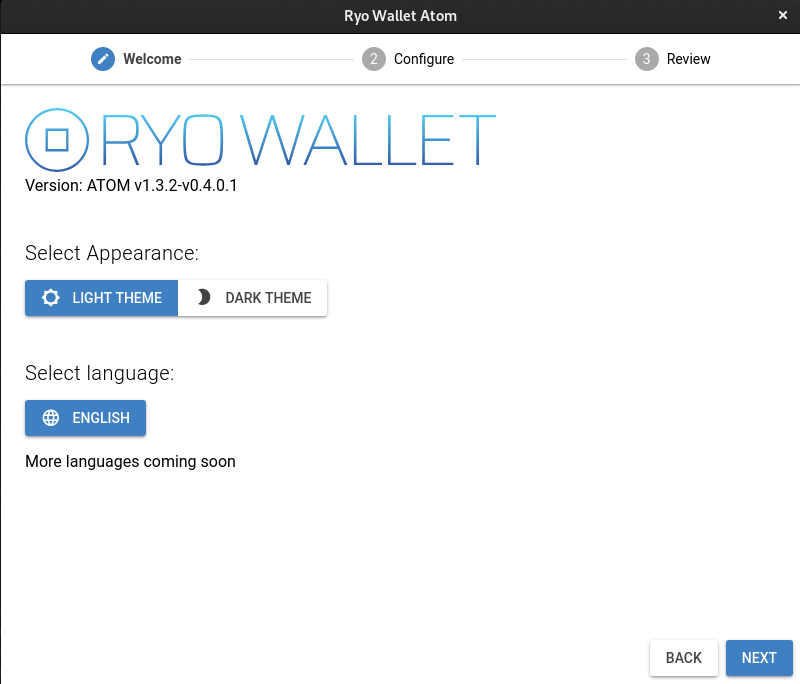 Ryo Wallet Atom
Welcome 2 Configure 3 Review
RYO WALLET
Version: ATOM v1.3.2-v0.4.0.1
Select Appearance:
LIGHT THEME DARK THEME
Select language:
ENGLISH
More languages coming soon
BACK NEXT